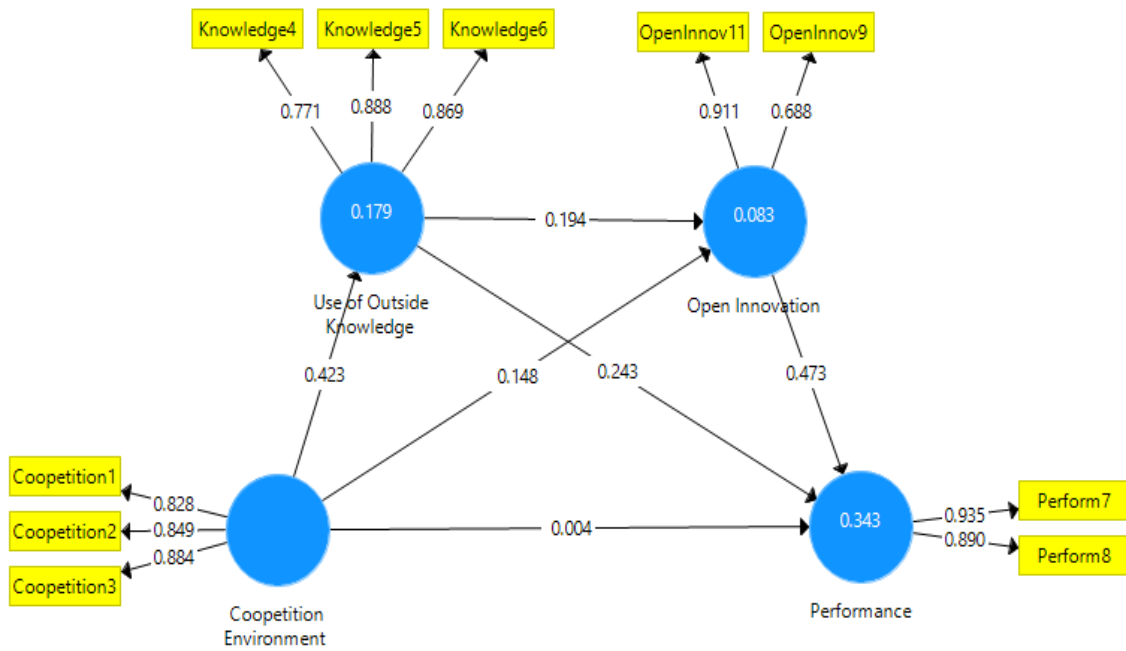 Knowledge4
Knowledge5
Knowledge6
OpenInnov11
OpenInnov9
0.771
0.888
0.869
0.911
0.688
0.179
0.194
0.083
Use of Outside
Knowledge
Open Innovation
0.423
0.148
0.243
0.473
Coopetition1
Coopetition2
Coopetition3
0.828
0.849
0.884
0.004
0.343
0.935
0.890
Perform7
Perform8
Coopetition
Environment
Performance